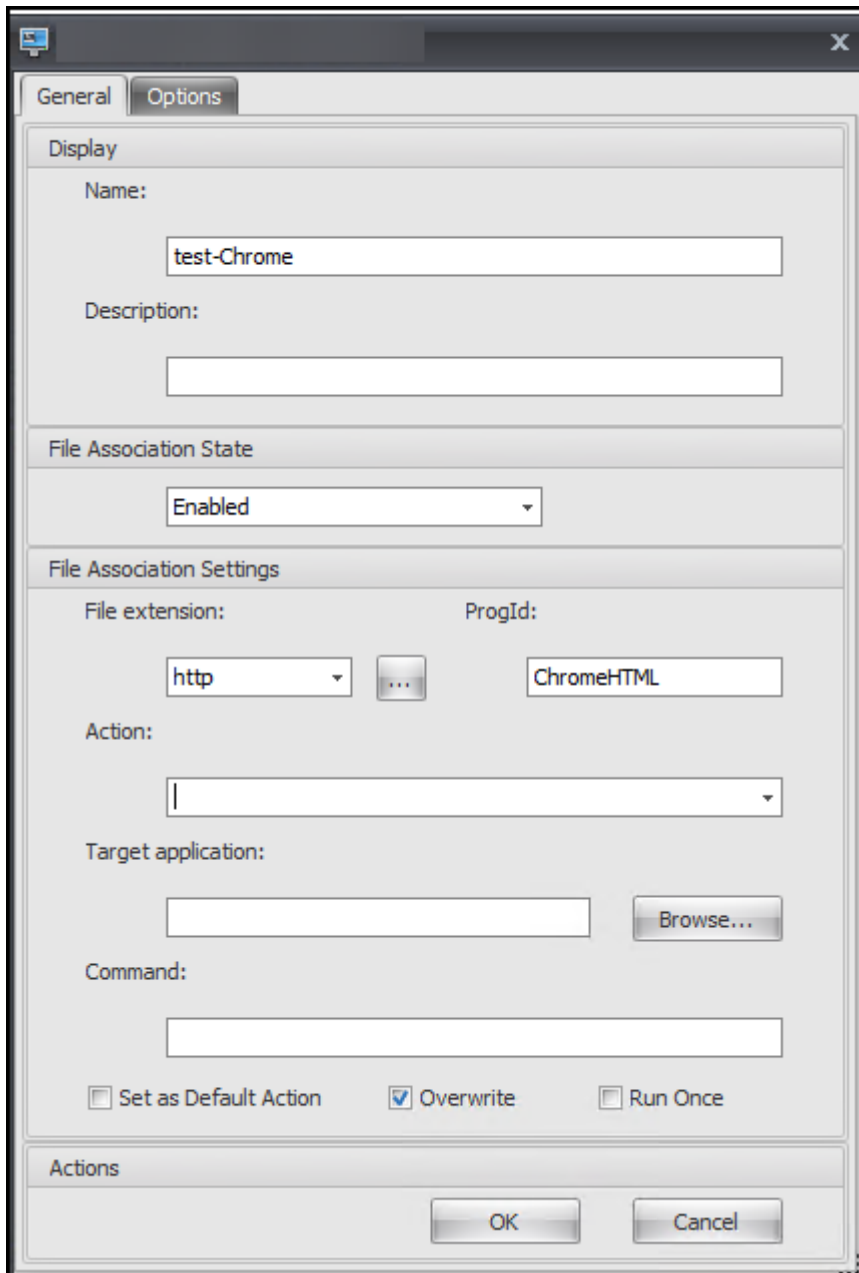 General Options
Display
Name:
test-Chrome
Description:
File Association State
Enabled
File Association Settings
File extension: ProgId:
http ... ChromeHTML
Action:
Target application:
Browse...
Command:
Set as Default Action Overwrite Run Once
Actions
OK Cancel